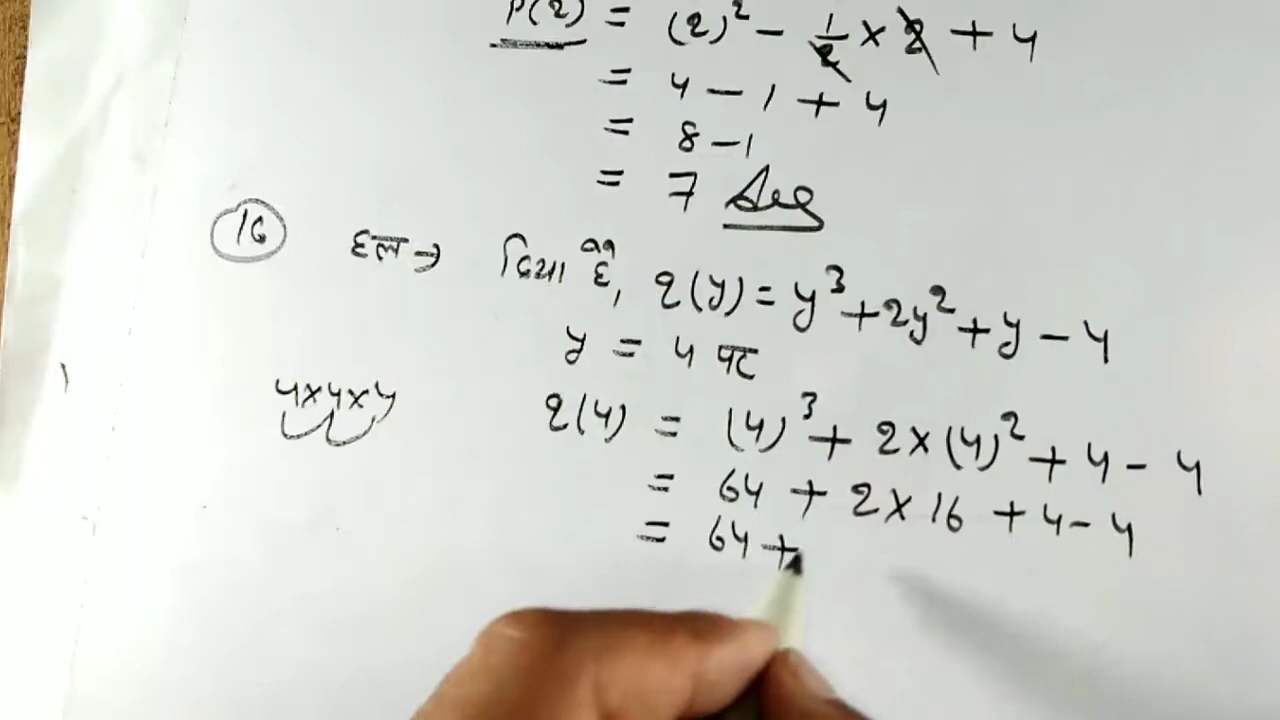 P(2) = (2)² - 1/2 × 2 + 4
= 4 - 1 + 4
= 8 - 1
= 7 Ans
16 हल → दिया है, q(y) = y³ + 2y² + y - 4
y = 4 पर
4×4×4
q(4) = (4)³ + 2×(4)² + 4 - 4
= 64 + 2×16 + 4 - 4
= 64 +